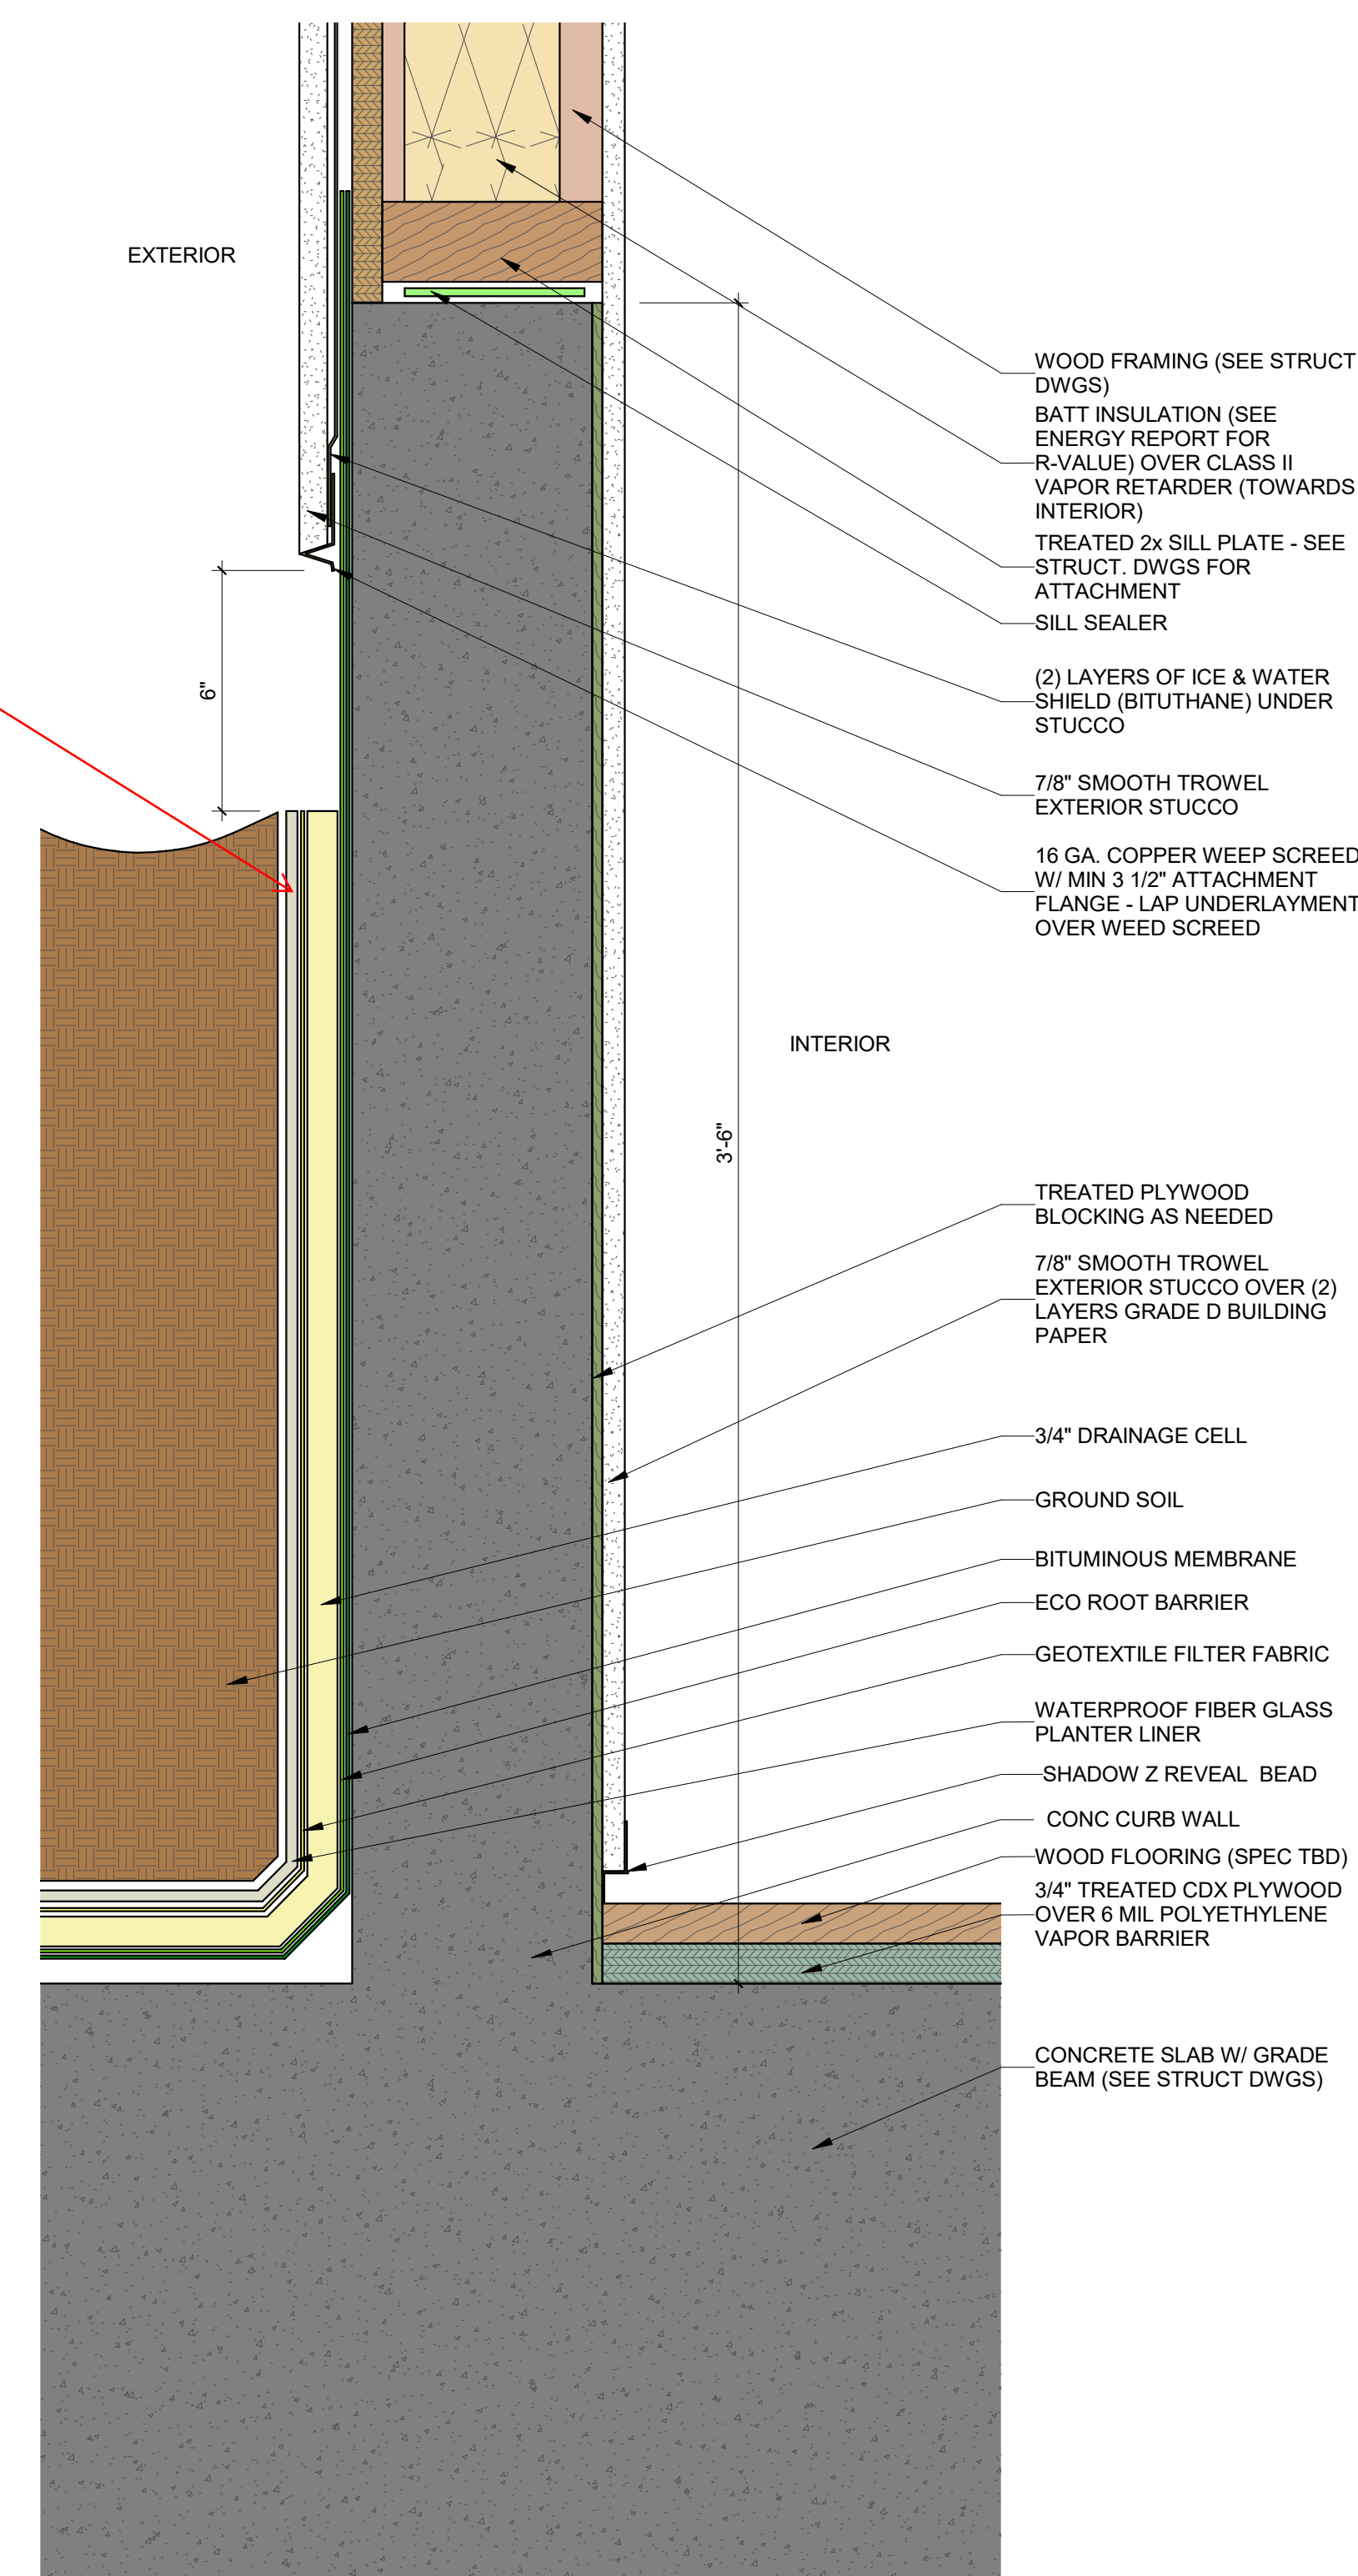 EXTERIOR
WOOD FRAMING (SEE STRUCT
DWGS)
BATT INSULATION (SEE
ENERGY REPORT FOR
R-VALUE) OVER CLASS II
VAPOR RETARDER (TOWARDS
INTERIOR)
TREATED 2x SILL PLATE - SEE
STRUCT. DWGS FOR
ATTACHMENT
SILL SEALER
(2) LAYERS OF ICE & WATER
SHIELD (BITUTHANE) UNDER
STUCCO
6"
7/8" SMOOTH TROWEL
EXTERIOR STUCCO
16 GA. COPPER WEEP SCREED
W/ MIN 3 1/2" ATTACHMENT
FLANGE - LAP UNDERLAYMENT
OVER WEED SCREED
INTERIOR
3'-6"
TREATED PLYWOOD
BLOCKING AS NEEDED
7/8" SMOOTH TROWEL
EXTERIOR STUCCO OVER (2)
LAYERS GRADE D BUILDING
PAPER
3/4" DRAINAGE CELL
GROUND SOIL
BITUMINOUS MEMBRANE
ECO ROOT BARRIER
GEOTEXTILE FILTER FABRIC
WATERPROOF FIBER GLASS
PLANTER LINER
SHADOW Z REVEAL BEAD
CONC CURB WALL
WOOD FLOORING (SPEC TBD)
3/4" TREATED CDX PLYWOOD
OVER 6 MIL POLYETHYLENE
VAPOR BARRIER
CONCRETE SLAB W/ GRADE
BEAM (SEE STRUCT DWGS)